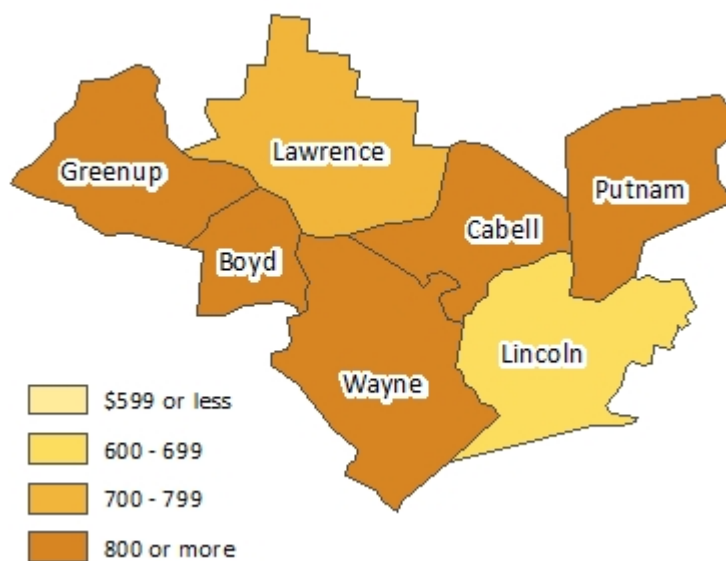 Lawrence
Greenup
Putnam
Cabell
Boyd
Lincoln
Wayne
$599 or less
600 - 699
700 - 799
800 or more